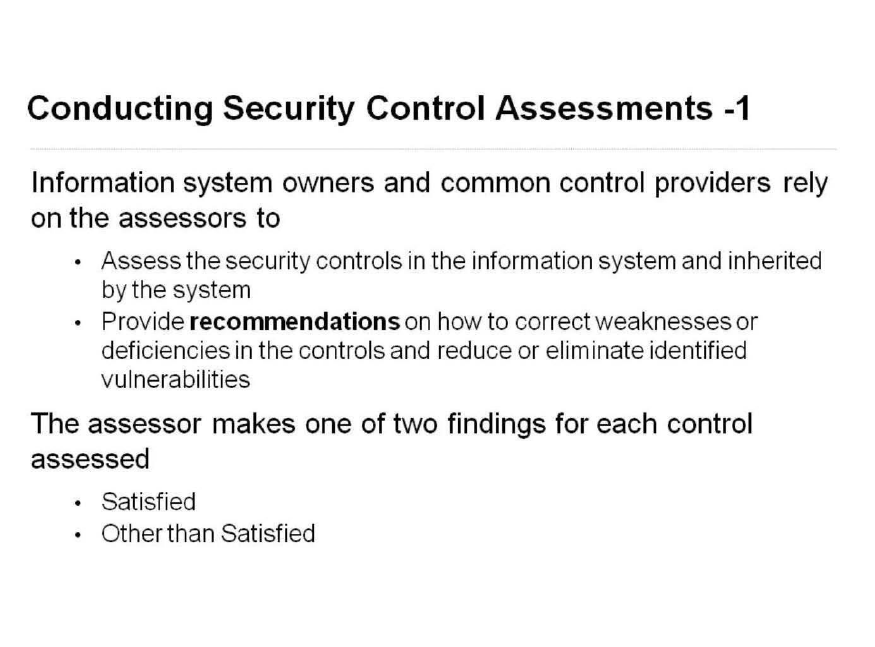 Conducting Security Control Assessments -1
Information system owners and common control providers rely
on the assessors to
• Assess the security controls in the information system and inherited
by the system
• Provide recommendations on how to correct weaknesses or
deficiencies in the controls and reduce or eliminate identified
vulnerabilities
The assessor makes one of two findings for each control
assessed
• Satisfied
• Other than Satisfied